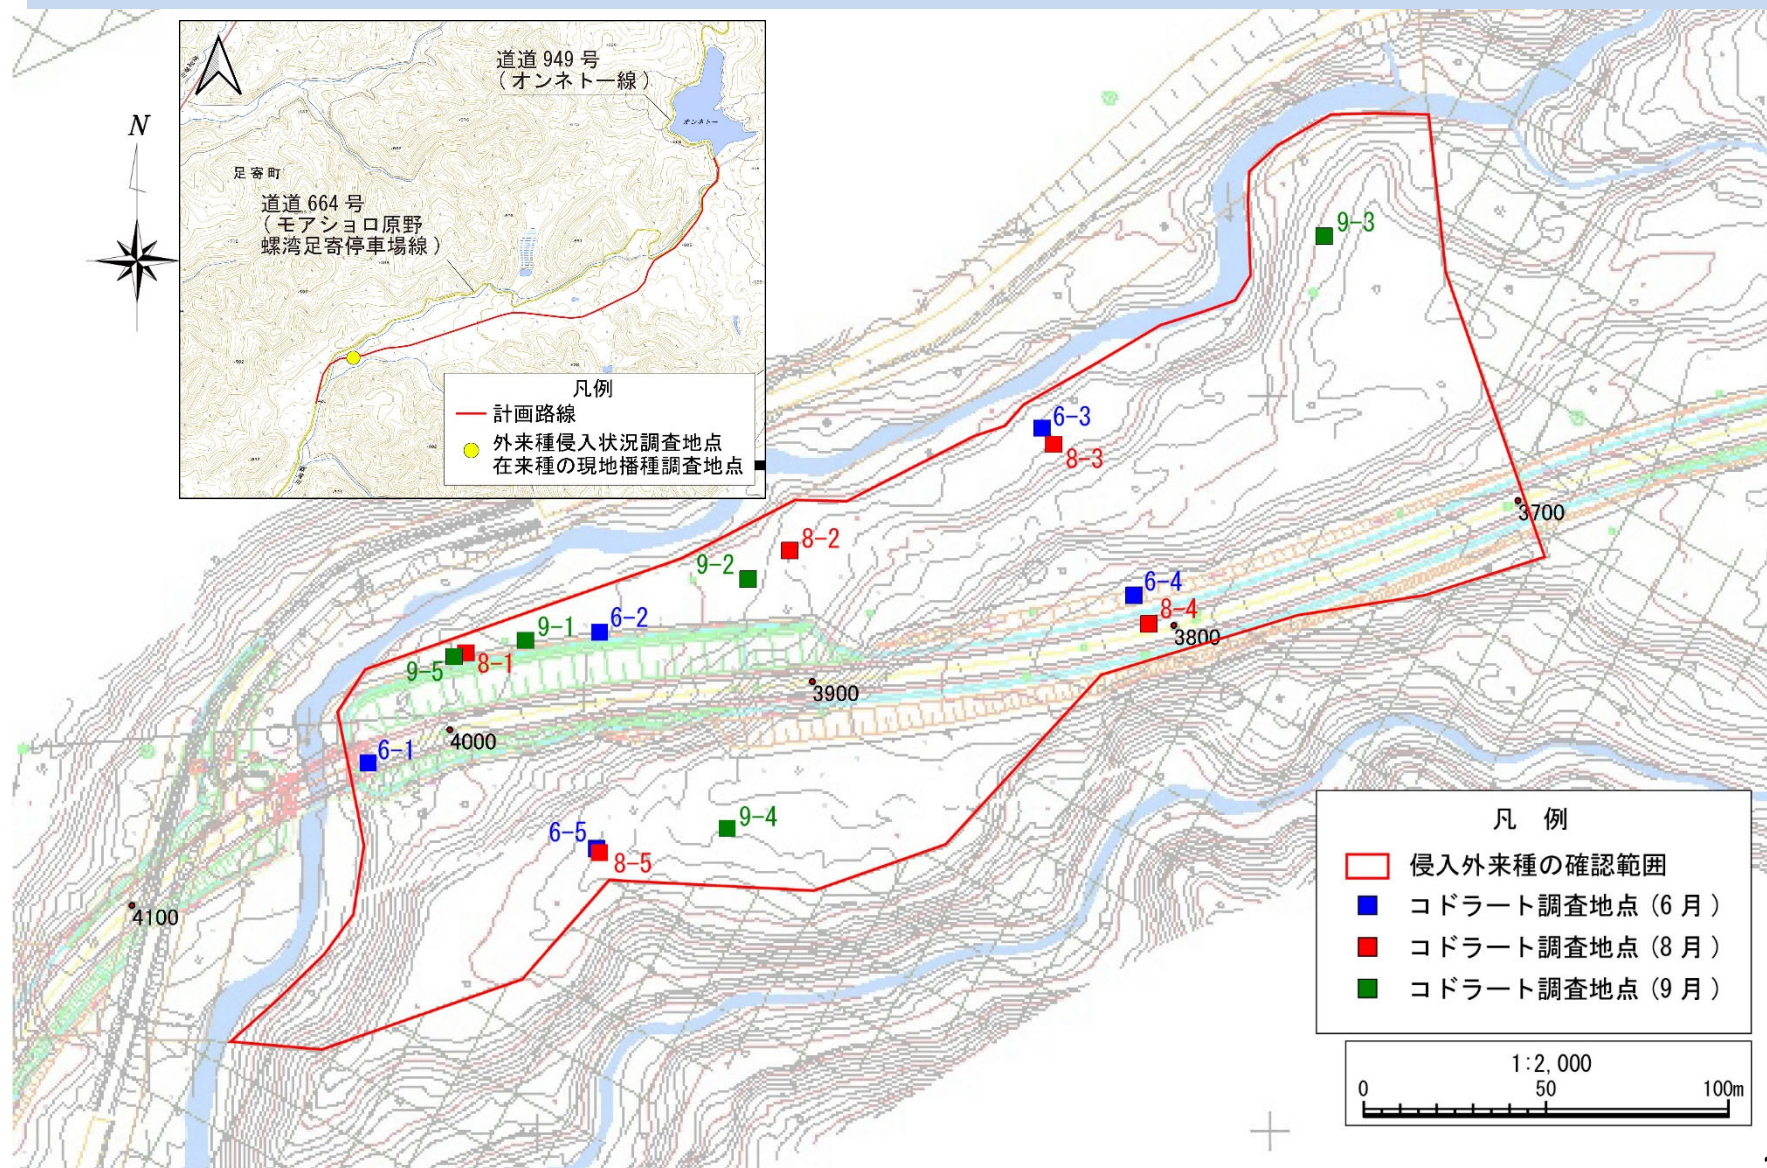 道道 949 号
（オンネトー線）
オンネトー
足寄町
道道 664 号
（モアショロ原野
螺湾足寄停車場線）
凡例
計画路線
外来種侵入状況調査地点
在来種の現地播種調査地点
N
9-3
6-3
8-3
3700
8-2
9-2
6-4
8-4
3800
6-2
9-1
8-1
9-5
3900
4000
6-1
9-4
6-5
8-5
4100
凡 例
侵入外来種の確認範囲
コドラート調査地点（6 月）
コドラート調査地点（8 月）
コドラート調査地点（9 月）
1:2,000
0 50 100m